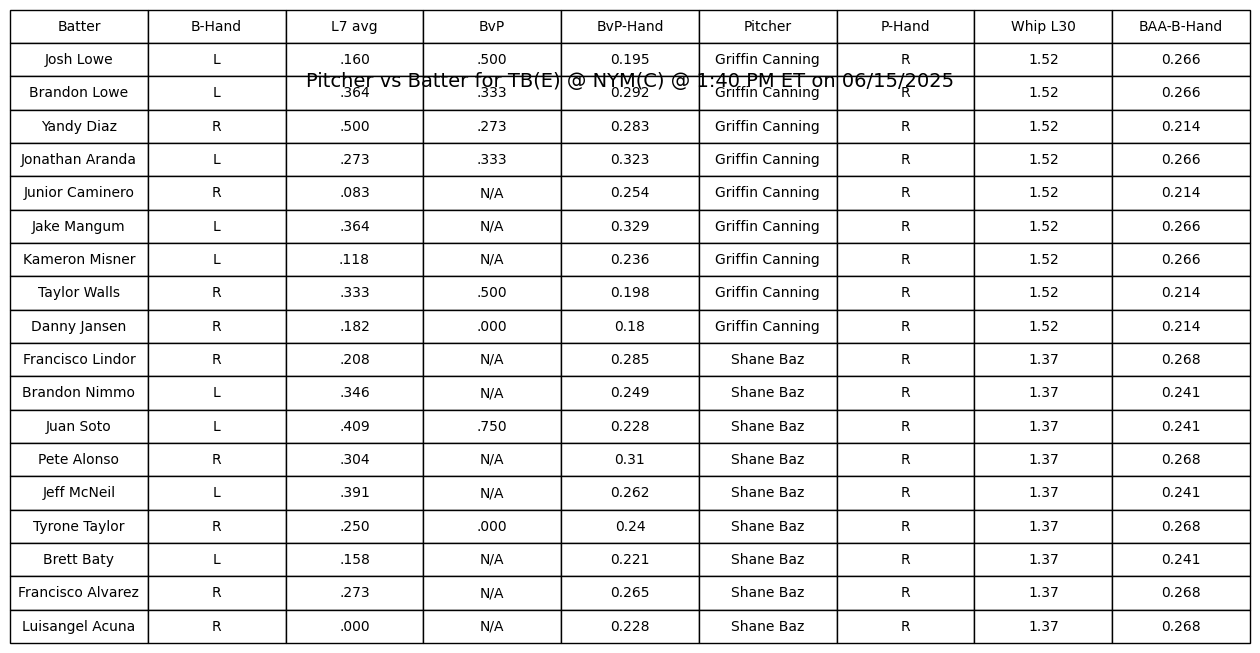 Batter B-Hand L7 avg BvP BvP-Hand Pitcher P-Hand Whip L30 BAA-B-Hand
Josh Lowe L .160 .500 0.195 Griffin Canning R 1.52 0.266
Pitcher vs Batter for TB(E) @ NYM(C) @ 1:40 PM ET on 06/15/2025
Brandon Lowe L .364 .333 0.292 Griffin Canning R 1.52 0.266
Yandy Diaz R .500 .273 0.283 Griffin Canning R 1.52 0.214
Jonathan Aranda L .273 .333 0.323 Griffin Canning R 1.52 0.266
Junior Caminero R .083 N/A 0.254 Griffin Canning R 1.52 0.214
Jake Mangum L .364 N/A 0.329 Griffin Canning R 1.52 0.266
Kameron Misner L .118 N/A 0.236 Griffin Canning R 1.52 0.266
Taylor Walls R .333 .500 0.198 Griffin Canning R 1.52 0.214
Danny Jansen R .182 .000 0.18 Griffin Canning R 1.52 0.214
Francisco Lindor R .208 N/A 0.285 Shane Baz R 1.37 0.268
Brandon Nimmo L .346 N/A 0.249 Shane Baz R 1.37 0.241
Juan Soto L .409 .750 0.228 Shane Baz R 1.37 0.241
Pete Alonso R .304 N/A 0.31 Shane Baz R 1.37 0.268
Jeff McNeil L .391 N/A 0.262 Shane Baz R 1.37 0.241
Tyrone Taylor R .250 .000 0.24 Shane Baz R 1.37 0.268
Brett Baty L .158 N/A 0.221 Shane Baz R 1.37 0.241
Francisco Alvarez R .273 N/A 0.265 Shane Baz R 1.37 0.268
Luisangel Acuna R .000 N/A 0.228 Shane Baz R 1.37 0.268